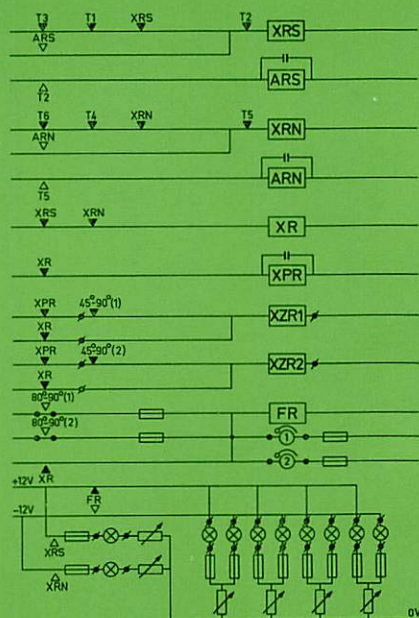 T3 T1 XRS T2
XRS
ARS
ARS
T2
T6 T4 XRN T5
XRN
ARN
ARN
T5
XRS XRN
XR
XR
XPR
XPR 45°-90°(1)
XZR1
XR
XPR 45°-90°(2)
XZR2
XR
80°-90°(1)
FR
80°-90°(2)
1
2
XR
+12V
FR
-12V
XRS
XRN
0V